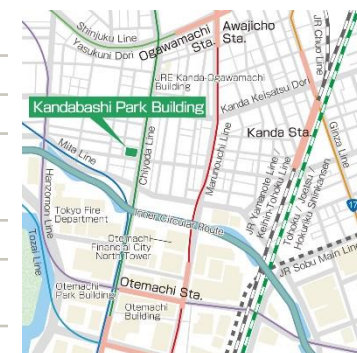 Shinjuku Line
Yasukuni Dori
Ogawamachi
Sta.
Awajicho
Sta.
JR Chuo Line
URE Kanda-Ogawamachi
Building
Kanda Keisatsu Dori
Kandabashi Park Building
Chiyoda Line
Marunouchi Line
Kanda Sta.
Ginza Line
Mita Line
Hanzomon Line
Tozai Line
JR Yamanote Line
Keihin-Tohoku Line
Tohoku · Joetsu
Hokuriku Shinkansen
17
Tokyo Fire
Department
Inner Circular Route
Otemachi
Financial City
North Tower
JR Sobu Main Line
Otemachi
Park Building
Otemachi Sta.
Otemachi
Building